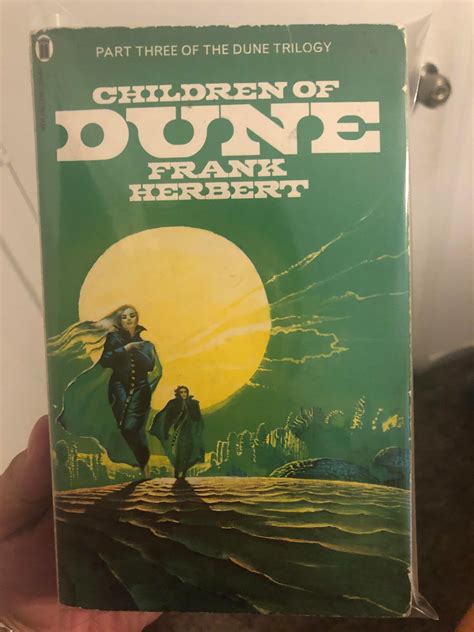 PART THREE OF THE DUNE TRILOGY
CHILDREN OF
DUNE
FRANK
HERBERT